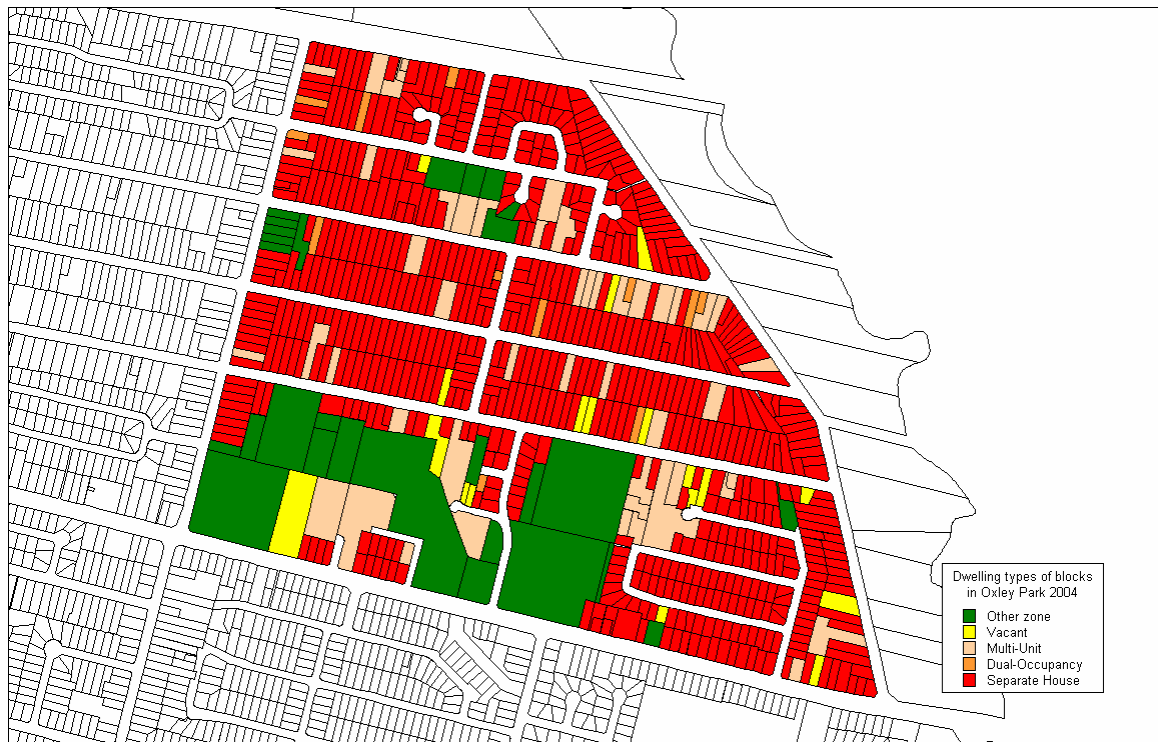 Dwelling types of blocks
in Oxley Park 2004
Other zone
Vacant
Multi-Unit
Dual-Occupancy
Separate House